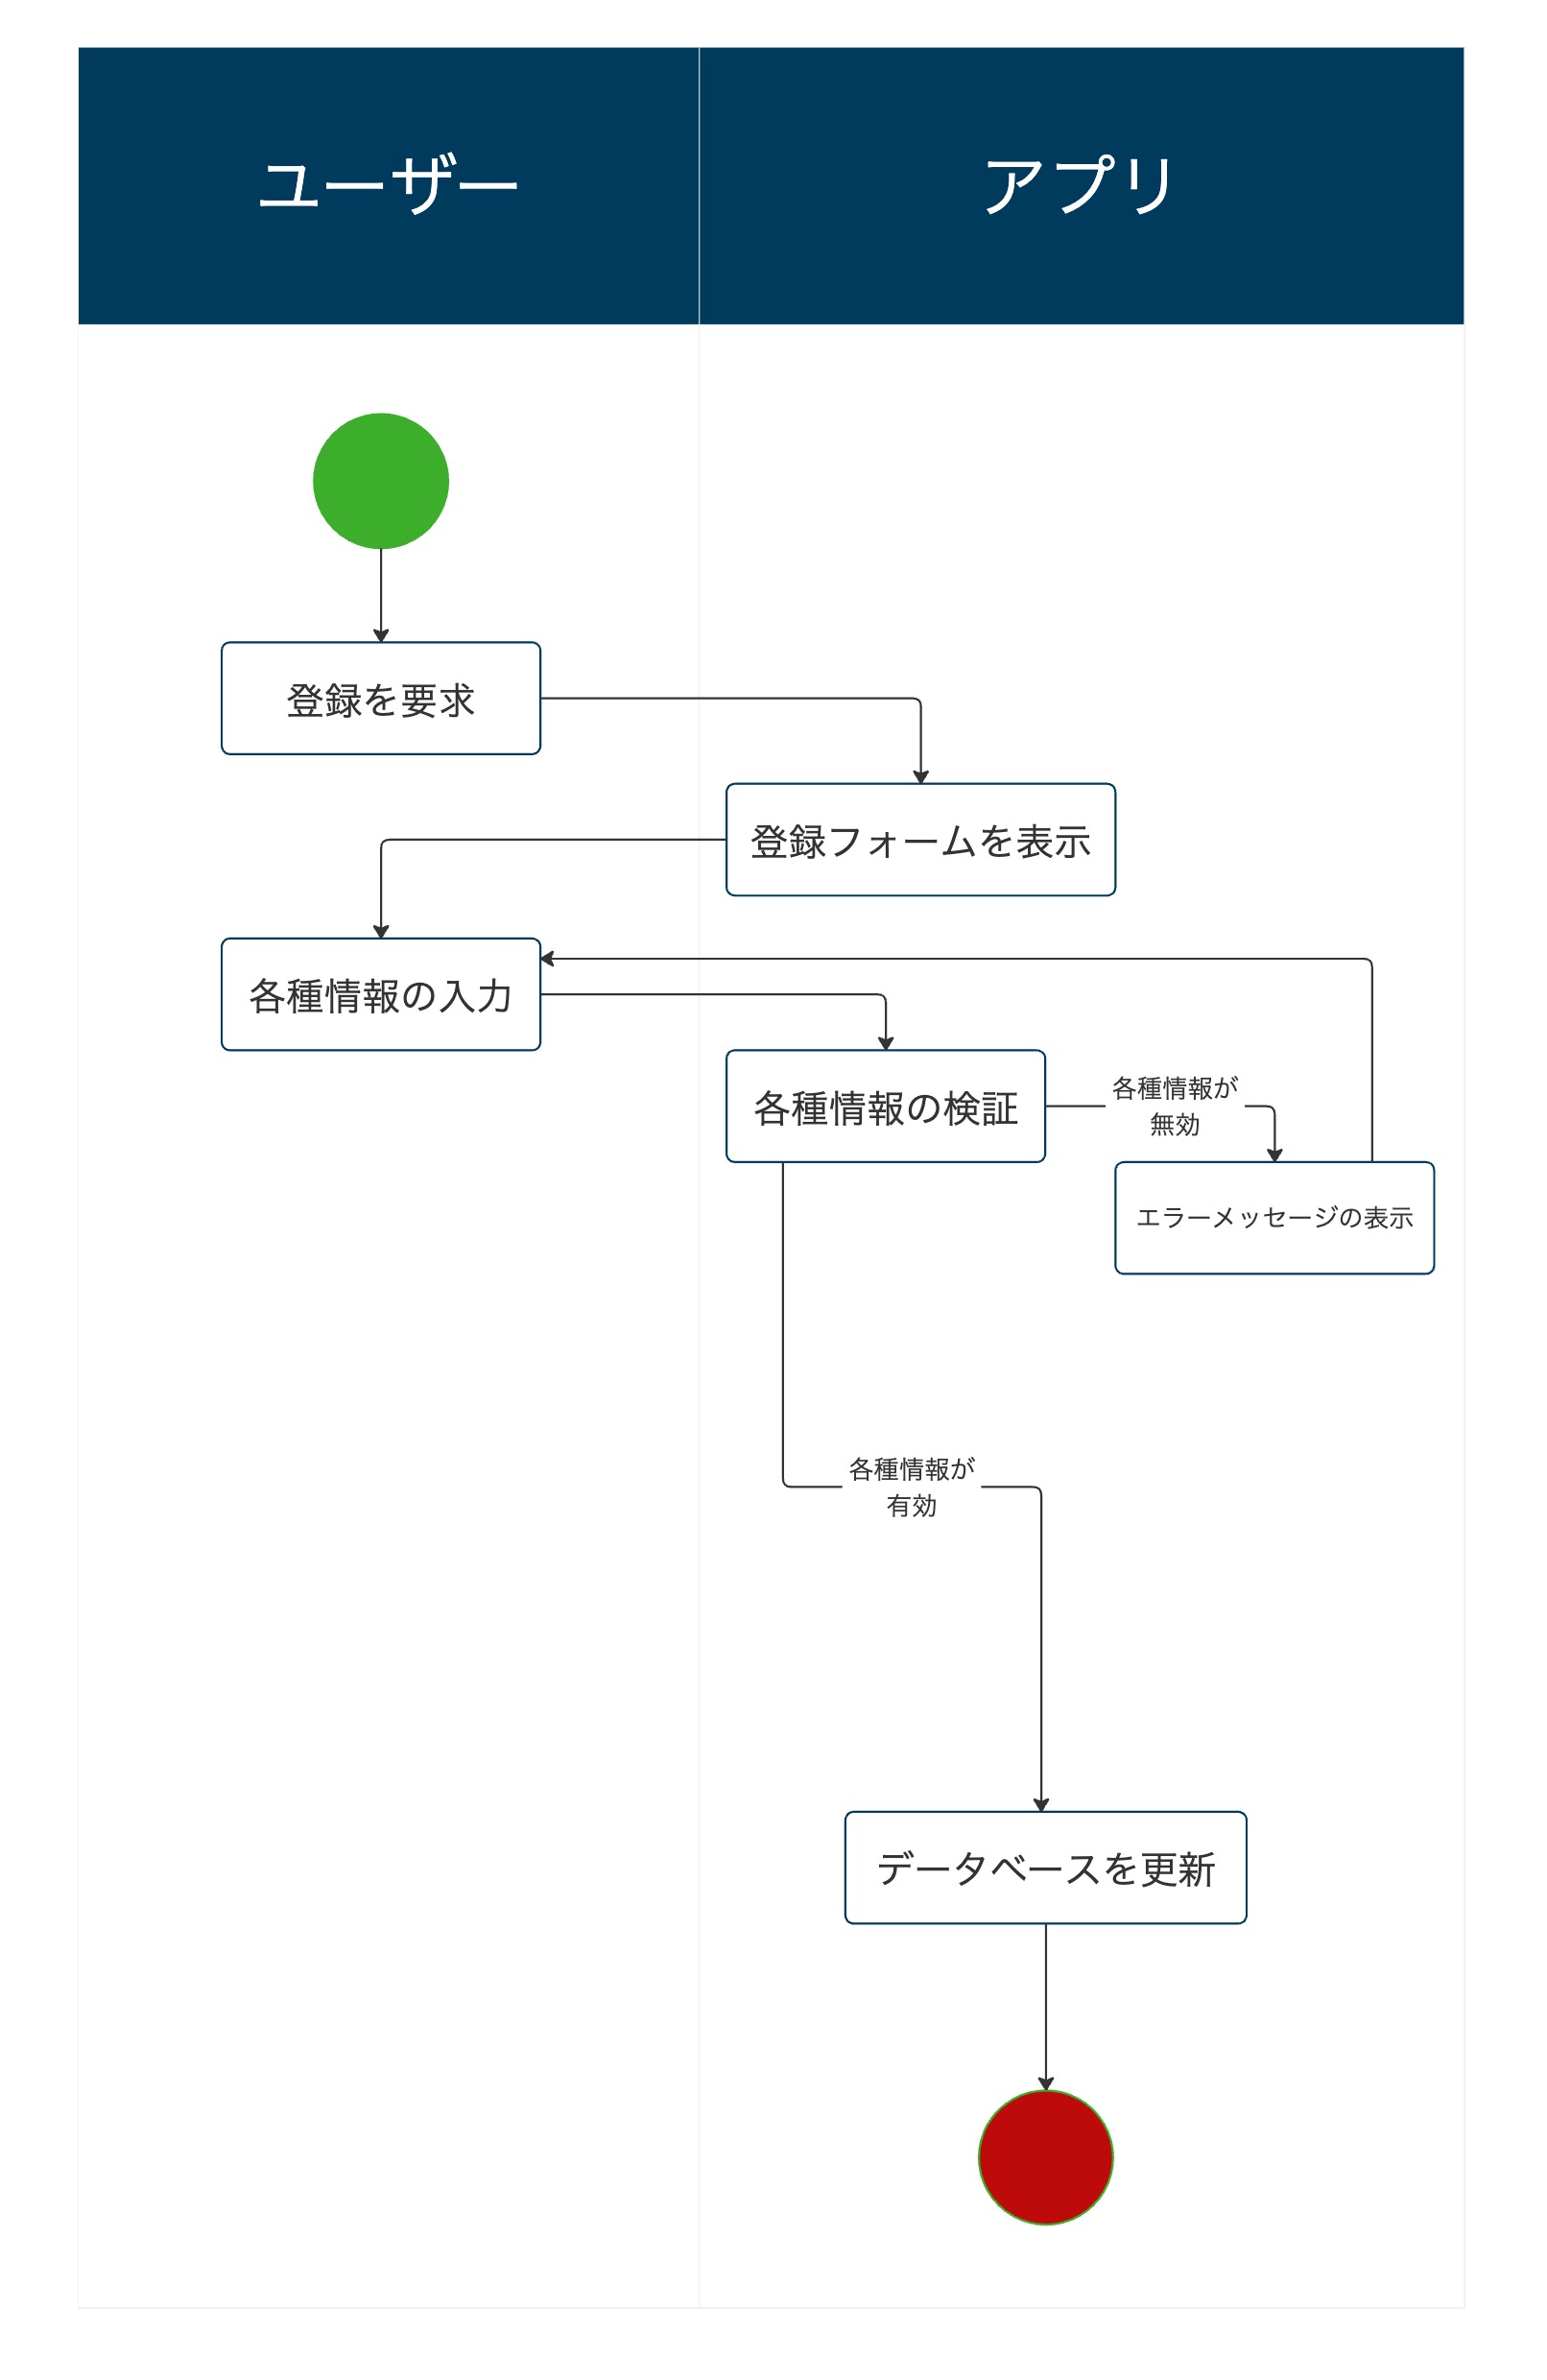 ユーザー
アプリ
登録を要求
登録フォームを表示
各種情報の入力
各種情報の検証
各種情報が
無効
エラーメッセージの表示
各種情報が
有効
データベースを更新